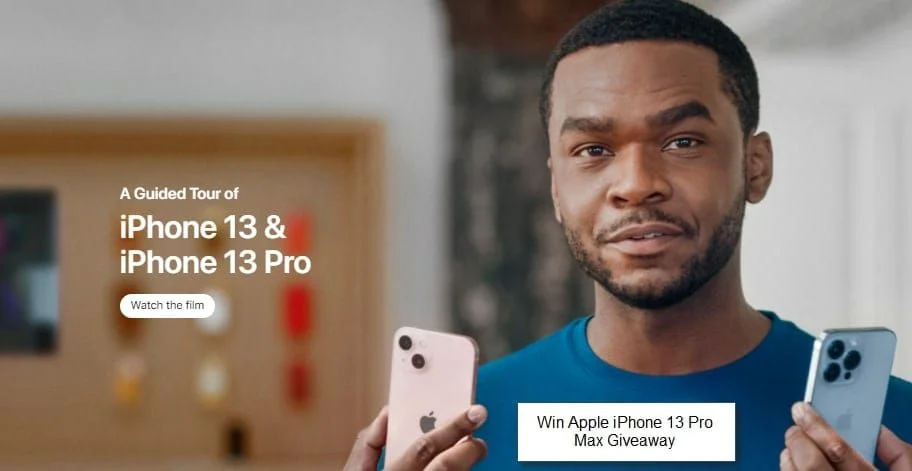 A Guided Tour of
iPhone 13 &
iPhone 13 Pro
Watch the film
Win Apple iPhone 13 Pro
Max Giveaway